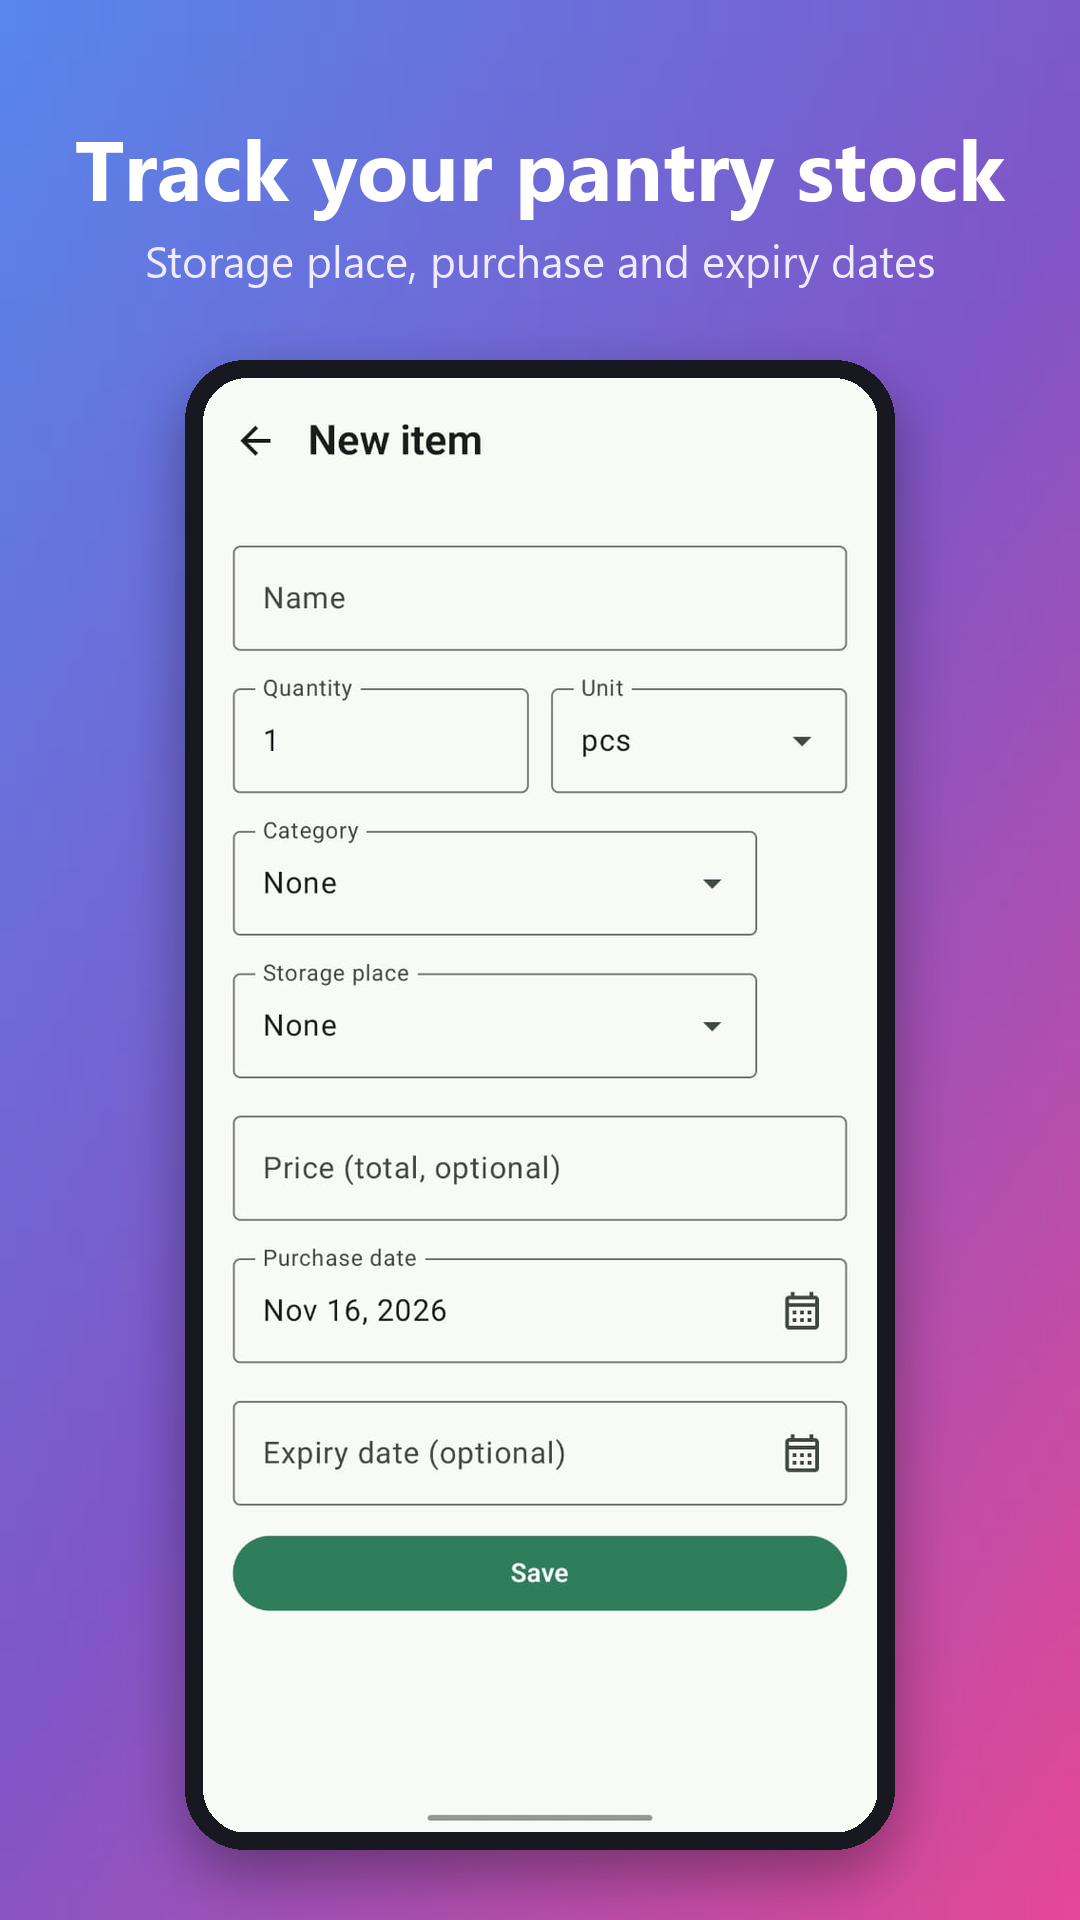 Track your pantry stock
Storage place, purchase and expiry dates
New item
Name
Quantity
1
Unit
pcs
Category
None
Storage place
None
Price (total, optional)
Purchase date
Nov 16, 2026
Expiry date (optional)
Save